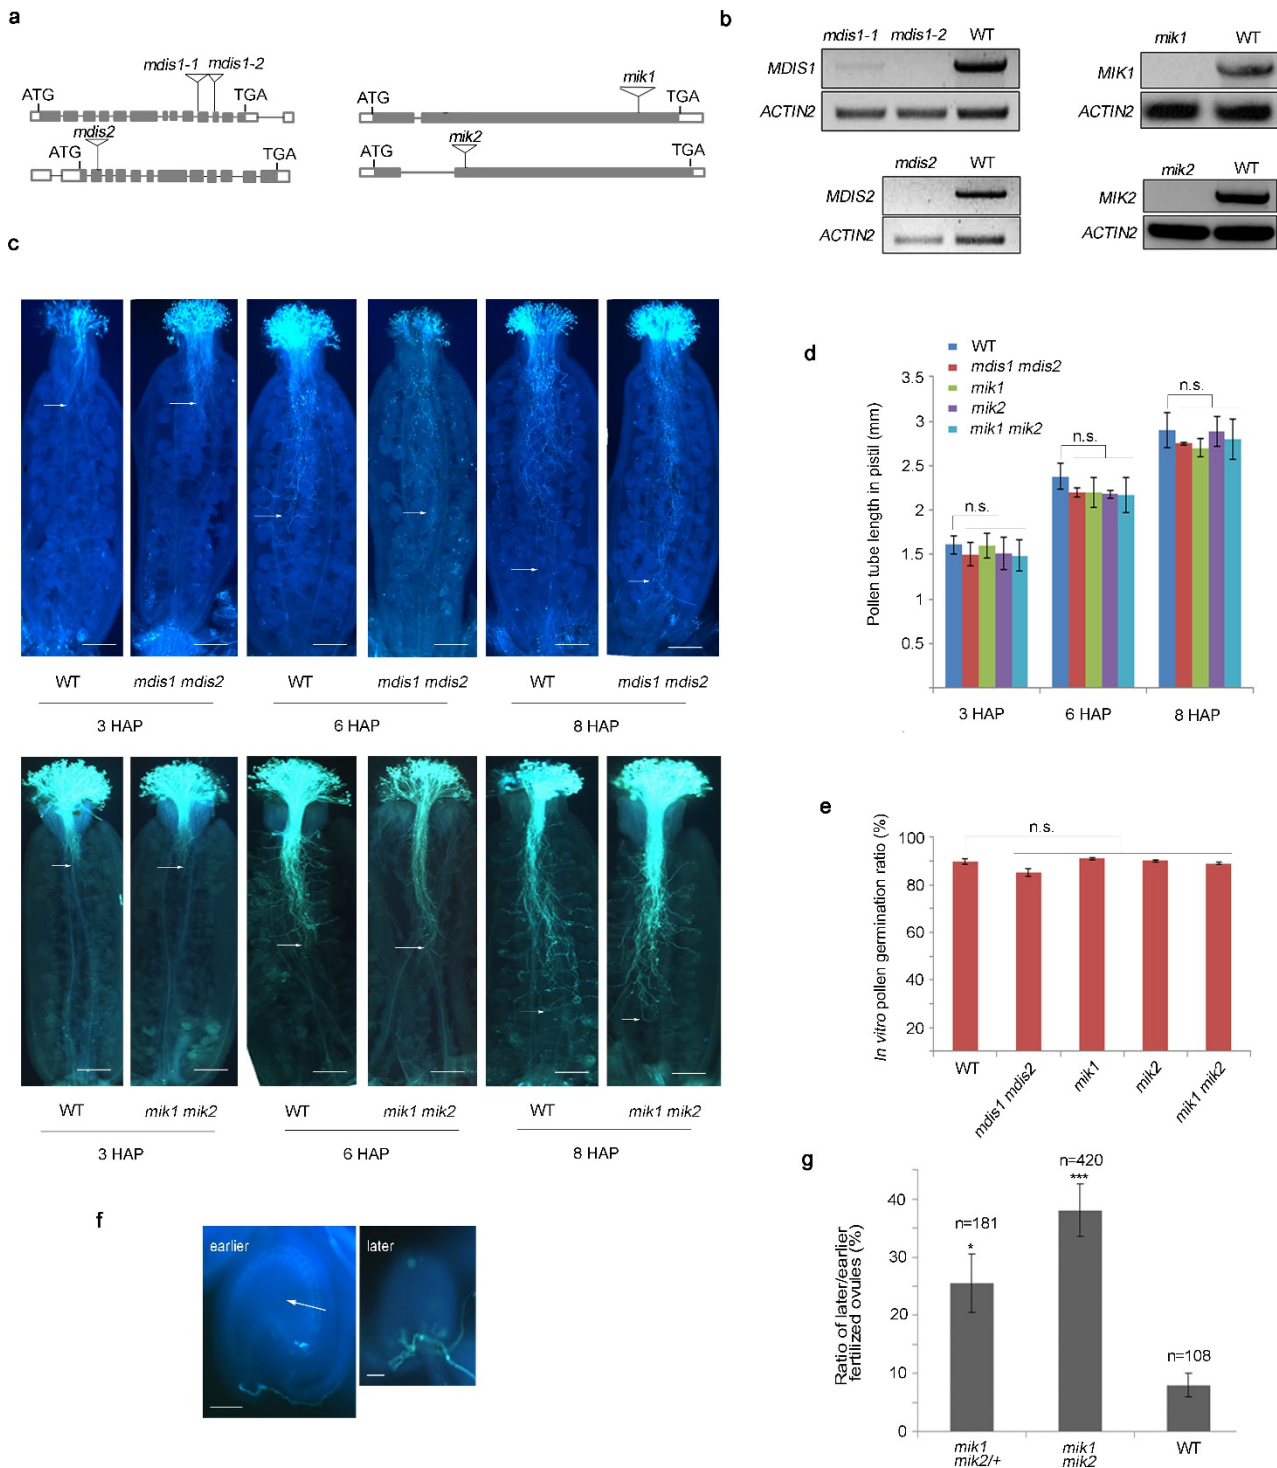 a
mdis1-1 mdis1-2
ATG TGA
mdis2
ATG TGA
mik1
ATG TGA
mik2
ATG TGA
b
mdis1-1 mdis1-2 WT
MDIS1
ACTIN2
mik1 WT
MIK1
ACTIN2
mdis2 WT
MDIS2
ACTIN2
mik2 WT
MIK2
ACTIN2
c
WT mdis1 mdis2 WT mdis1 mdis2 WT mdis1 mdis2
3 HAP 6 HAP 8 HAP
WT mik1 mik2 WT mik1 mik2 WT mik1 mik2
3 HAP 6 HAP 8 HAP
d
WT
mdis1 mdis2
mik1
mik2
mik1 mik2
Pollen tube length in pistil (mm)
3.5
3
2.5
2
1.5
1
0.5
n.s.
n.s.
n.s.
3 HAP 6 HAP 8 HAP
e
In vitro pollen germination ratio (%)
100
80
60
40
20
n.s.
WT mdis1 mdis2 mik1 mik2 mik1 mik2
f
earlier
later
g
Ratio of later/earlier
fertilized ovules (%)
40
30
20
10
0
n=181
*
n=420
***
n=108
mik1
mik2/+
mik1
mik2
WT